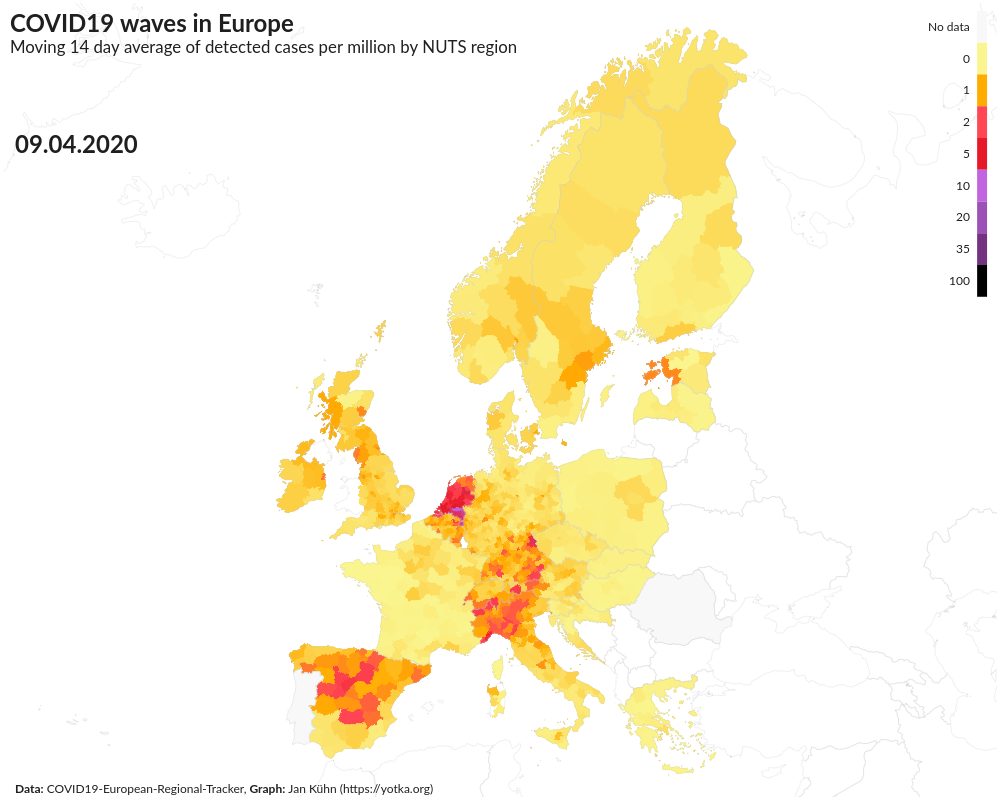 COVID19 waves in Europe
Moving 14 day average of detected cases per million by NUTS region
09.04.2020
No data
0
1
2
5
10
20
35
100
Data: COVID19-European-Regional-Tracker, Graph: Jan Kühn (https://yotka.org)